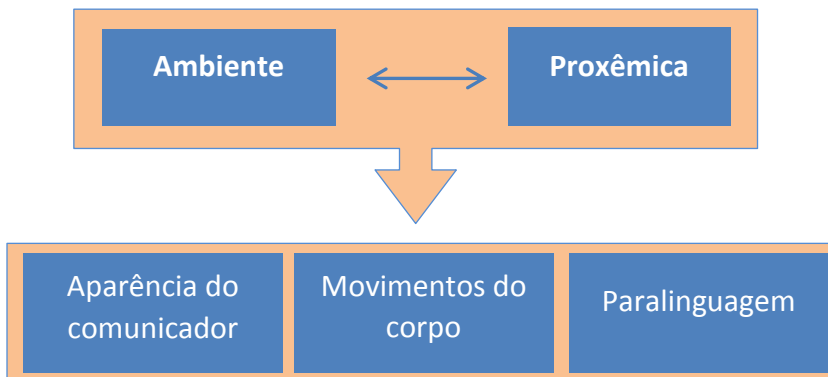 Ambiente
Proxêmica
Aparência do
comunicador
Movimentos do
corpo
Paralinguagem